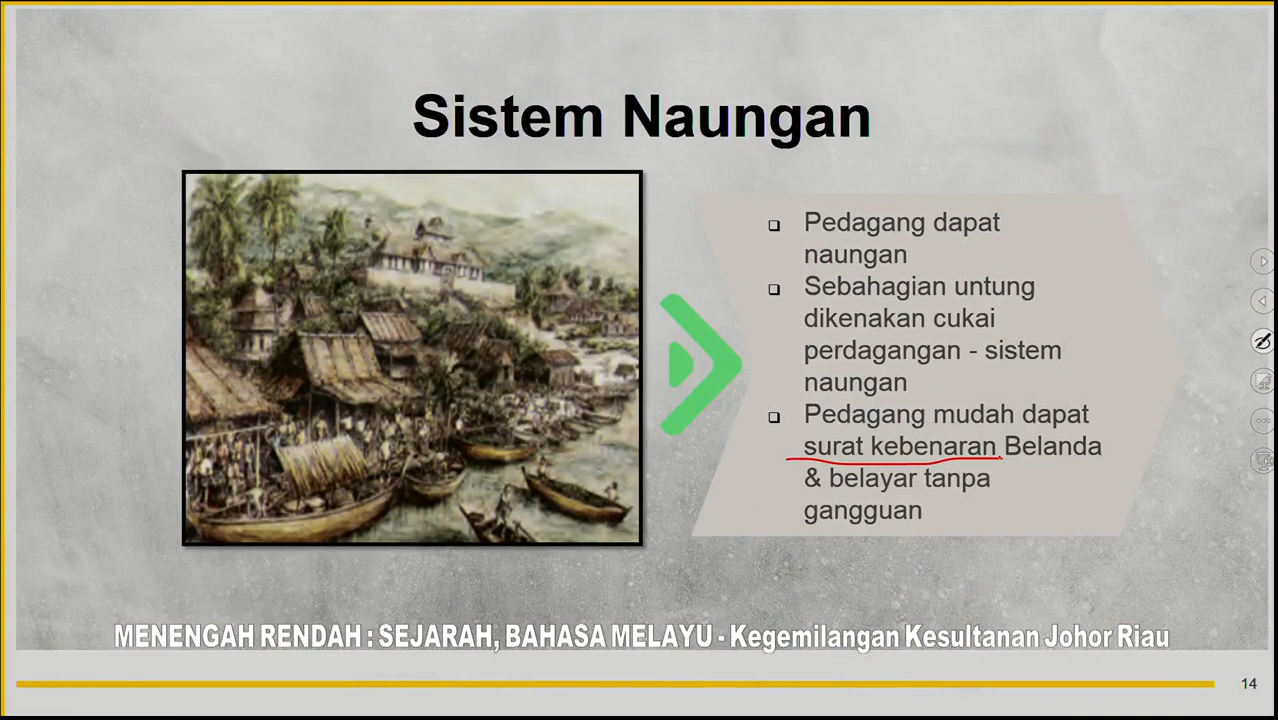 Sistem Naungan
Pedagang dapat
naungan
Sebahagian untung
dikenakan cukai
perdagangan - sistem
naungan
Pedagang mudah dapat
surat kebenaran Belanda
& belayar tanpa
gangguan
MENENGAH RENDAH : SEJARAH, BAHASA MELAYU - Kegemilangan Kesultanan Johor Riau
14